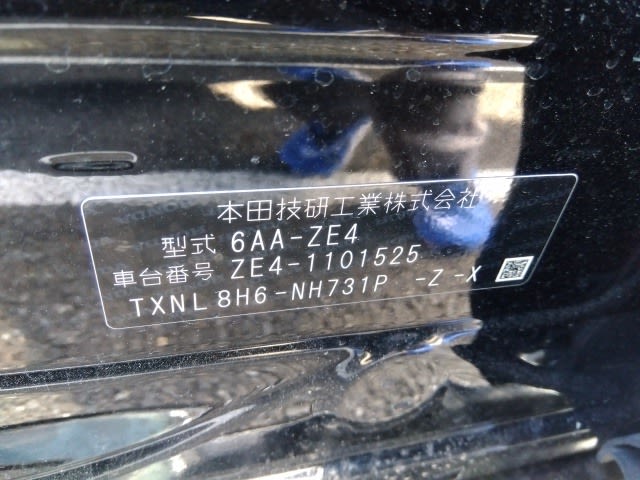 本田技研工業株式会社
型式 6AA-ZE4
車台番号 ZE4-1101525
TXNL 8H6-NH731P -Z -X